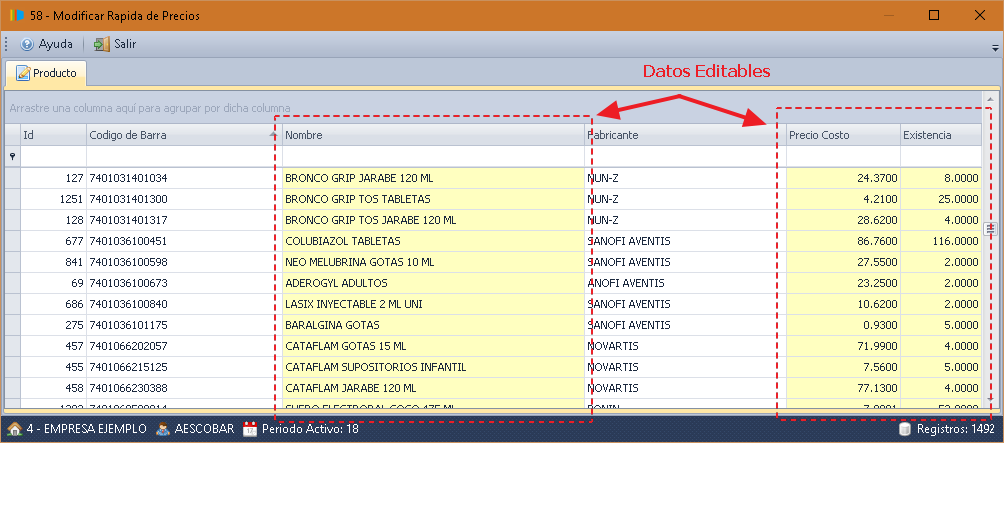 58 - Modificar Rapida de Precios
Ayuda Salir
Producto
Datos Editables
Arrastre una columna aquí para agrupar por dicha columna
Id Codigo de Barra Nombre Fabricante Precio Costo Existencia
127 7401031401034 BRONCO GRIP JARABE 120 ML NUN-Z 24.3700 8.0000
1251 7401031401300 BRONCO GRIP TOS TABLETAS NUN-Z 4.2100 25.0000
128 7401031401317 BRONCO GRIP TOS JARABE 120 ML NUN-Z 28.6200 4.0000
677 7401036100451 COLUBIAZOL TABLETAS SANOFI AVENTIS 86.7600 116.0000
841 7401036100598 NEO MELUBRINA GOTAS 10 ML SANOFI AVENTIS 27.5500 2.0000
69 7401036100673 ADEROGYL ADULTOS ANOFI AVENTIS 23.2500 2.0000
686 7401036100840 LASIX INYECTABLE 2 ML UNI SANOFI AVENTIS 10.6200 2.0000
275 7401036101175 BARALGINA GOTAS SANOFI AVENTIS 0.9300 5.0000
457 7401066202057 CATAFLAM GOTAS 15 ML NOVARTIS 71.9900 4.0000
455 7401066215125 CATAFLAM SUPOSITORIOS INFANTIL NOVARTIS 7.5600 5.0000
458 7401066230388 CATAFLAM JARABE 120 ML NOVARTIS 77.1300 4.0000
4 - EMPRESA EJEMPLO AESCOBAR Periodo Activo: 18 Registros: 1492